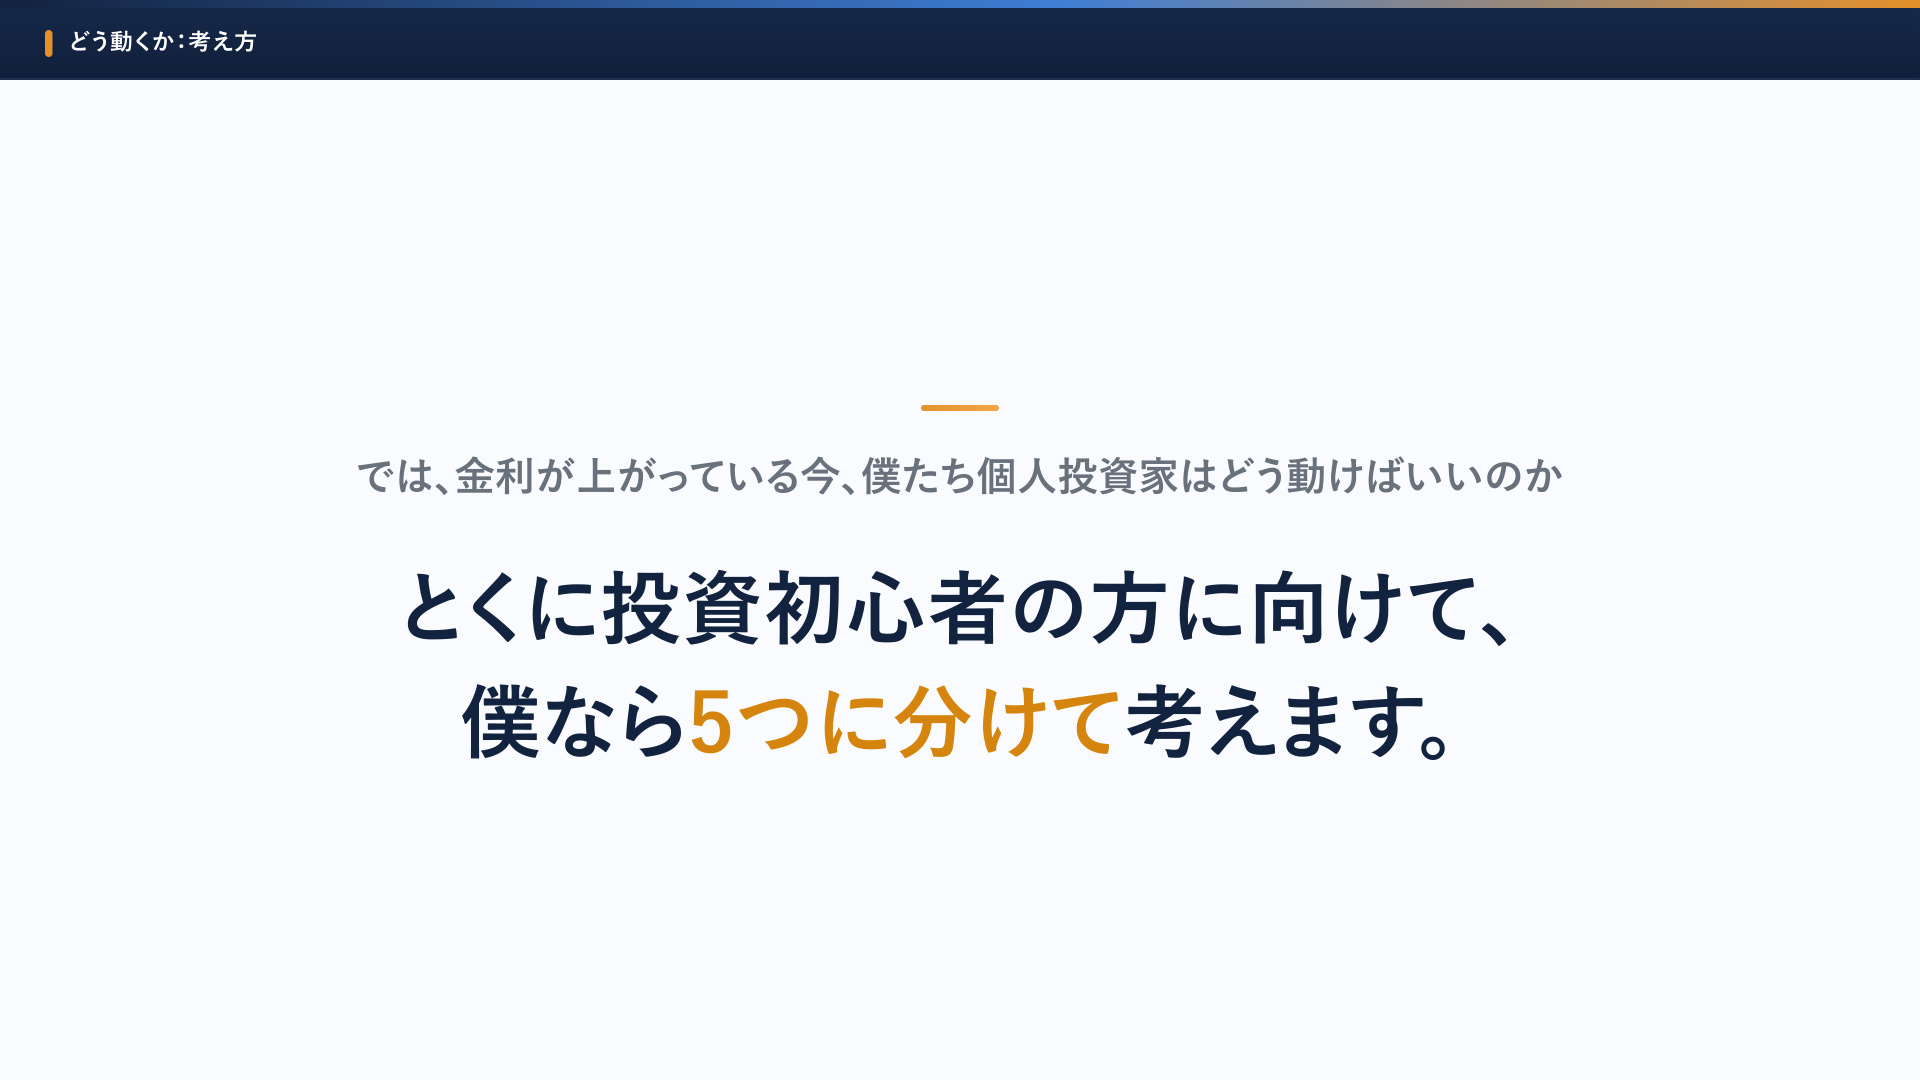 どう動くか：考え方
では、金利が上がっている今、僕たち個人投資家はどう動けばいいのか
とくに投資初心者の方に向けて、
僕なら5つに分けて考えます。